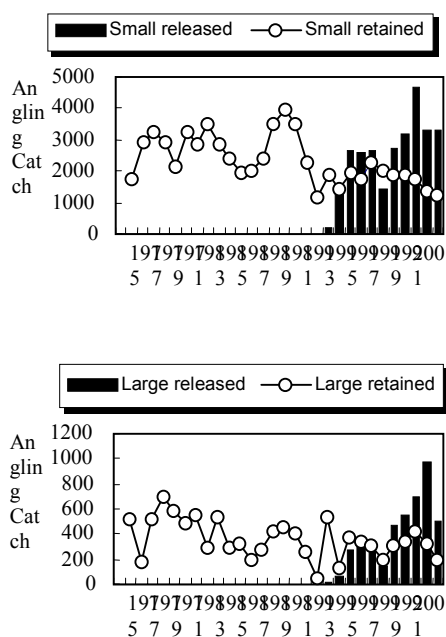 Small released
Small retained
An
glin
g
Cat
ch
5000
4000
3000
2000
1000
0
5 7 9 1 3 5 7 9 1 3 5 7 9 1
Large released
Large retained
An
glin
g
Cat
ch
1200
1000
800
600
400
200
0
5 7 9 1 3 5 7 9 1 3 5 7 9 1